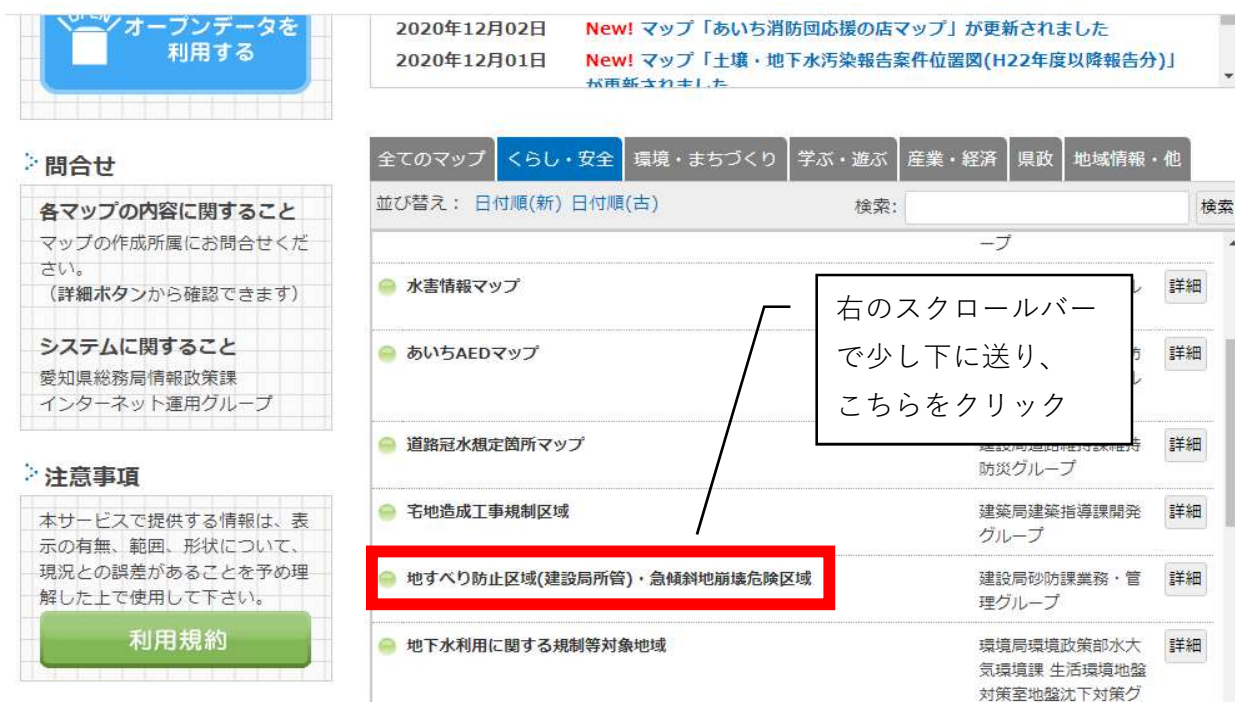 OPEN
オープンデータを
利用する
2020年12月02日 New! マップ「あいち消防団応援の店マップ」が更新されました
2020年12月01日 New! マップ「土壌・地下水汚染報告案件位置図(H22年度以降報告分)」
が更新されました
問合せ
各マップの内容に関すること
マップの作成所属にお問合せくだ
さい。
（詳細ボタンから確認できます）
システムに関すること
愛知県総務局情報政策課
インターネット運用グループ
注意事項
本サービスで提供する情報は、表
示の有無、範囲、形状について、
現況との誤差があることを予め理
解した上で使用して下さい。
利用規約
全てのマップ くらし・安全 環境・まちづくり 学ぶ・遊ぶ 産業・経済 県政 地域情報・他
並び替え： 日付順(新) 日付順(古) 検索: 検索
ープ
水害情報マップ 詳細
あいちAEDマップ 詳細
右のスクロールバー
で少し下に送り、
こちらをクリック
道路冠水想定箇所マップ 建設局道路維持課維持 詳細
防災グループ
宅地造成工事規制区域 建築局建築指導課開発 詳細
グループ
地すべり防止区域(建設局所管)・急傾斜地崩壊危険区域 建設局砂防課業務・管 詳細
理グループ
地下水利用に関する規制等対象地域 環境局環境政策部水大 詳細
気環境課 生活環境地盤
対策室地盤沈下対策グ